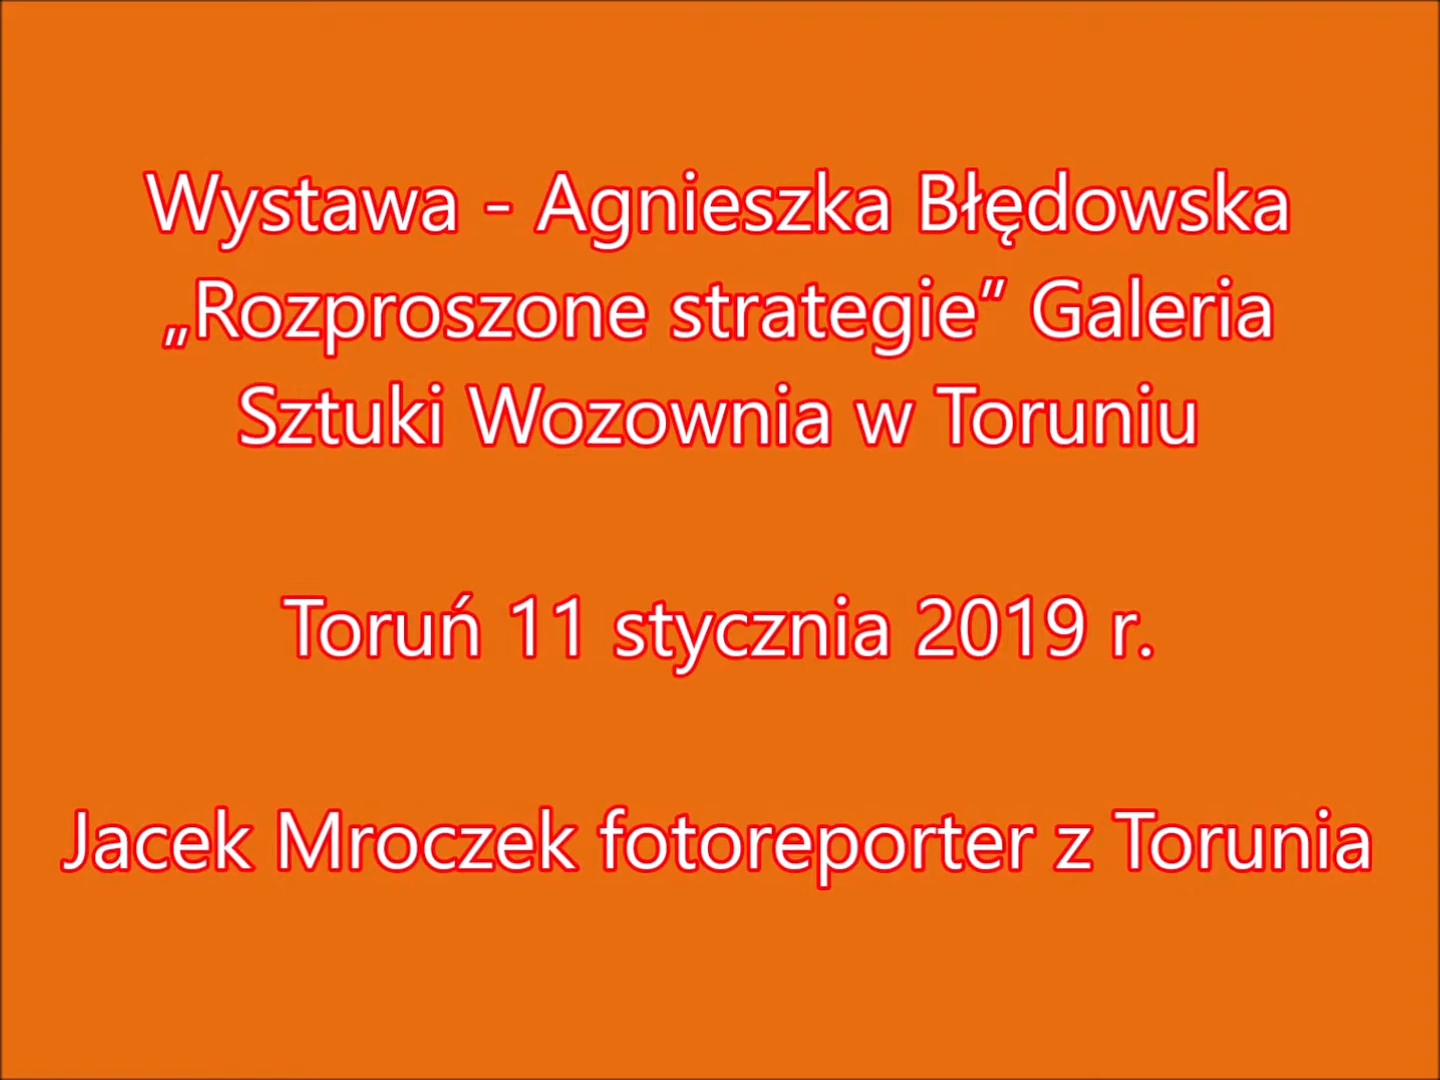 Wystawa - Agnieszka Błędowska
„Rozproszone strategie” Galeria
Sztuki Wozownia w Toruniu
Toruń 11 stycznia 2019 r.
Jacek Mroczek fotoreporter z Torunia